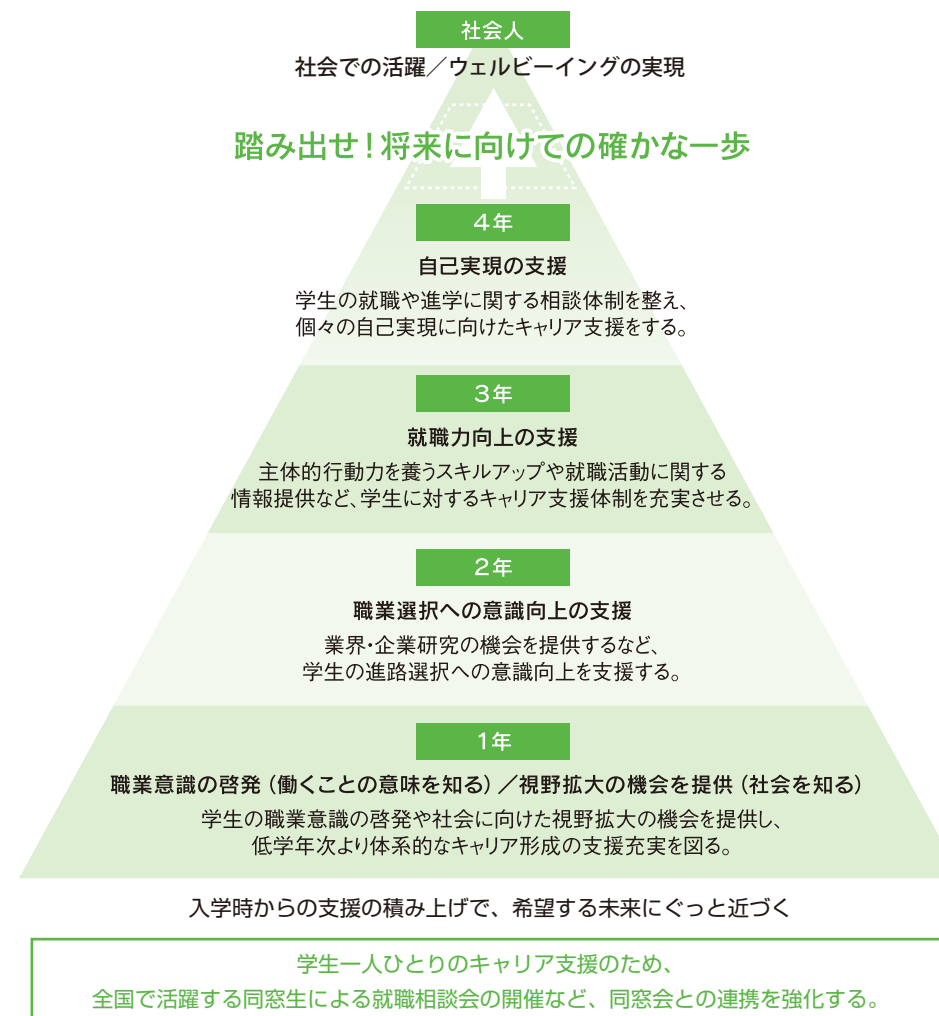 社会人
社会での活躍／ウェルビーイングの実現
踏み出せ！将来に向けての確かな一歩
4年
自己実現の支援
学生の就職や進学に関する相談体制を整え、
個々の自己実現に向けたキャリア支援をする。
3年
就職力向上の支援
主体的行動力を養うスキルアップや就職活動に関する
情報提供など、学生に対するキャリア支援体制を充実させる。
2年
職業選択への意識向上の支援
業界・企業研究の機会を提供するなど、
学生の進路選択への意識向上を支援する。
1年
職業意識の啓発（働くことの意味を知る）／視野拡大の機会を提供（社会を知る）
学生の職業意識の啓発や社会に向けた視野拡大の機会を提供し、
低学年次より体系的なキャリア形成の支援充実を図る。
入学時からの支援の積み上げで、希望する未来にぐっと近づく
学生一人ひとりのキャリア支援のため、
全国で活躍する同窓生による就職相談会の開催など、同窓会との連携を強化する。